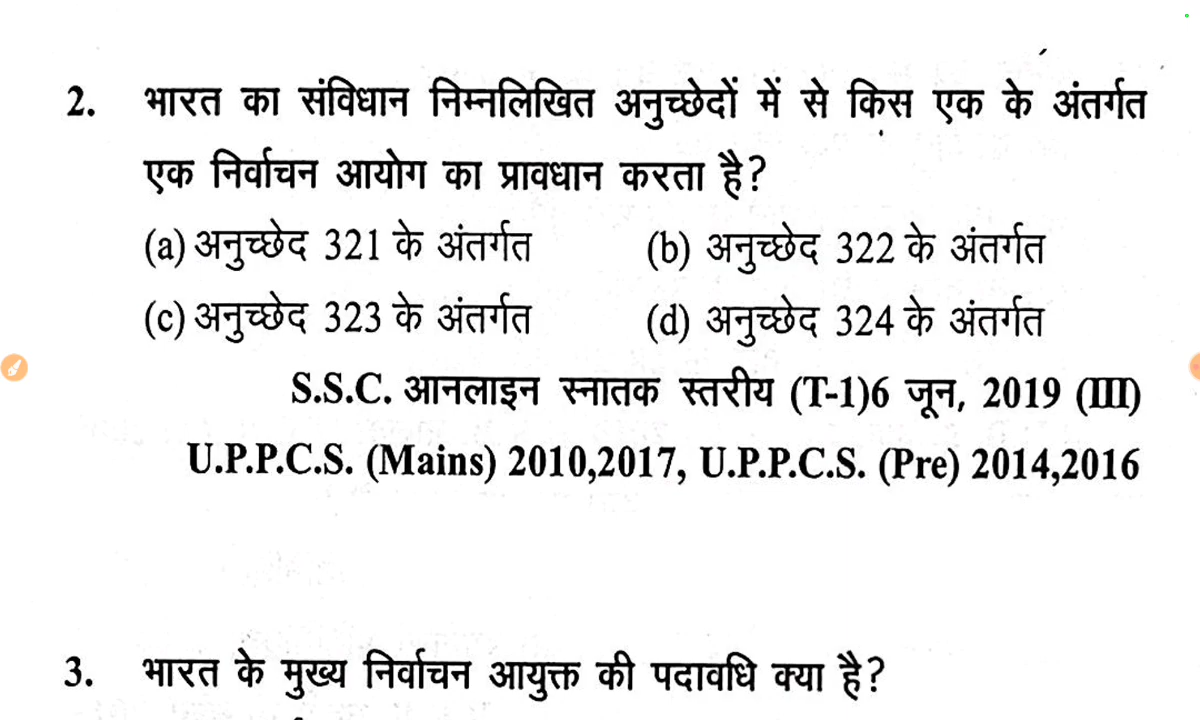 2. भारत का संविधान निम्नलिखित अनुच्छेदों में से किस एक के अंतर्गत
एक निर्वाचन आयोग का प्रावधान करता है?
(a) अनुच्छेद 321 के अंतर्गत (b) अनुच्छेद 322 के अंतर्गत
(c) अनुच्छेद 323 के अंतर्गत (d) अनुच्छेद 324 के अंतर्गत
S.S.C. आनलाइन स्नातक स्तरीय (T-1)6 जून, 2019 (III)
U.P.P.C.S. (Mains) 2010,2017, U.P.P.C.S. (Pre) 2014,2016
3. भारत के मुख्य निर्वाचन आयुक्त की पदावधि क्या है?